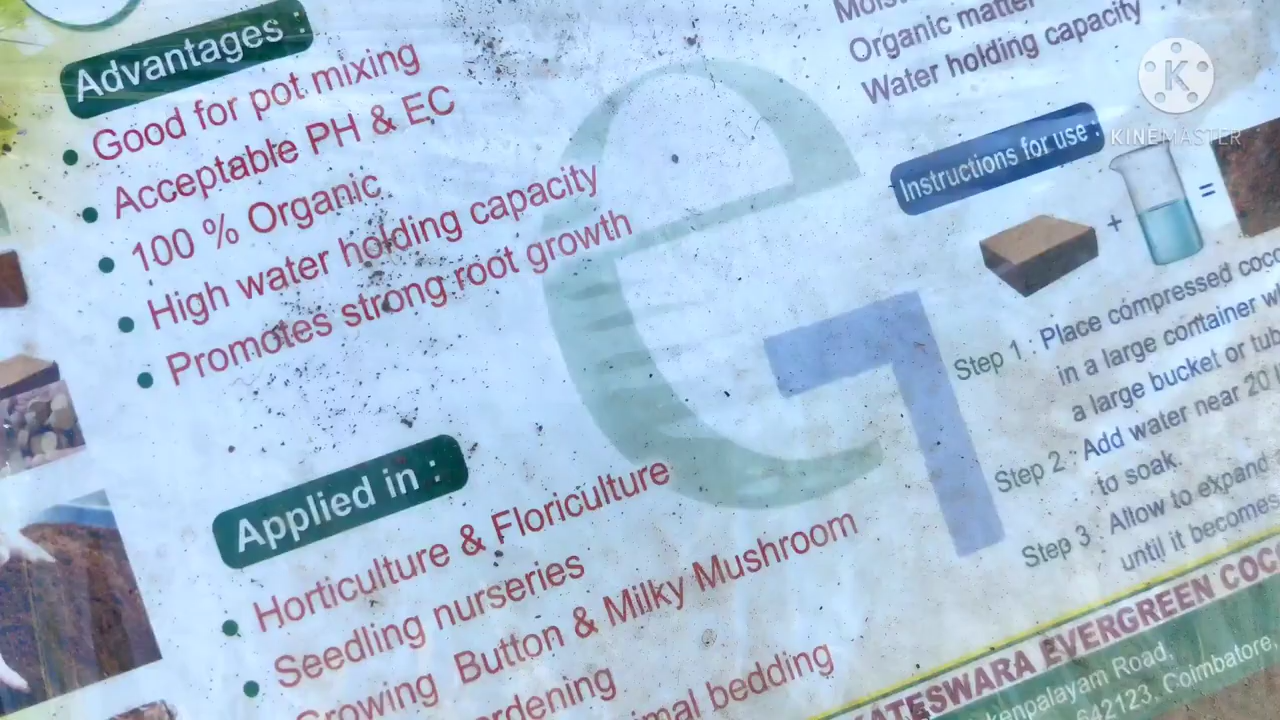 Advantages :
Good for pot mixing
Acceptable PH & EC
100 % Organic
High water holding capacity
Promotes strong root growth
Applied in :
Horticulture & Floriculture
Seedling nurseries
Growing Button & Milky Mushroom
Organic matter
Water holding capacity :
KINEMASTER
Instructions for use :
+ =
Step 1 : Place compressed
in a large container
a large bucket or tub
Step 2 : Add water near 20
to soak.
Step 3 : Allow to expand
until it becomes
bedding
EVERGREEN
Road,
642123, Coimbatore,